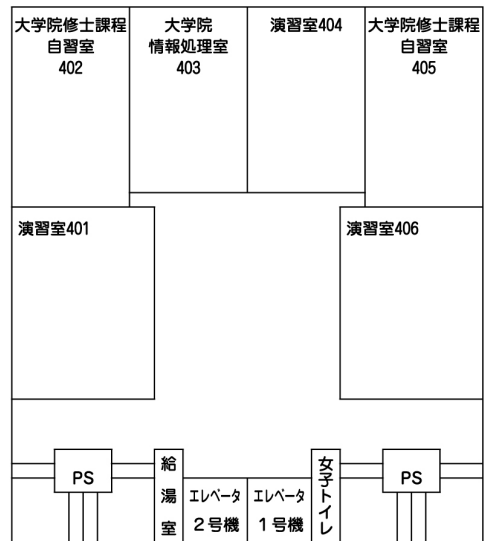 大学院修士課程
自習室
402
大学院
情報処理室
403
演習室404
大学院修士課程
自習室
405
演習室401
演習室406
PS
給湯室
エレベータ
2号機
エレベータ
1号機
女子トイレ
PS